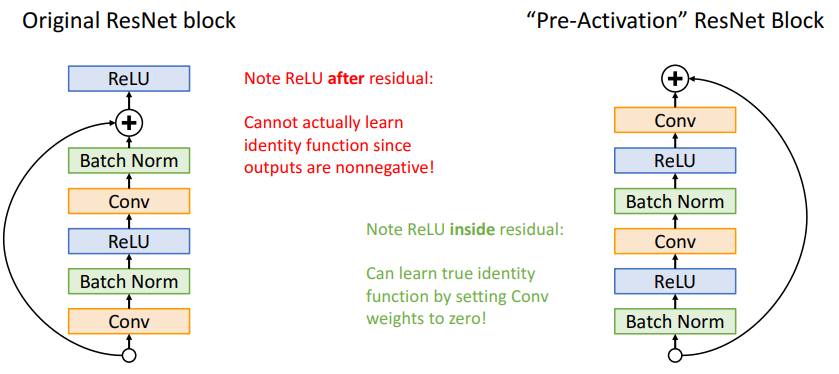 Original ResNet block
ReLU
+
Batch Norm
Conv
ReLU
Batch Norm
Conv
Note ReLU after residual:
Cannot actually learn
identity function since
outputs are nonnegative!
Note ReLU inside residual:
Can learn true identity
function by setting Conv
weights to zero!
“Pre-Activation” ResNet Block
+
Conv
ReLU
Batch Norm
Conv
ReLU
Batch Norm